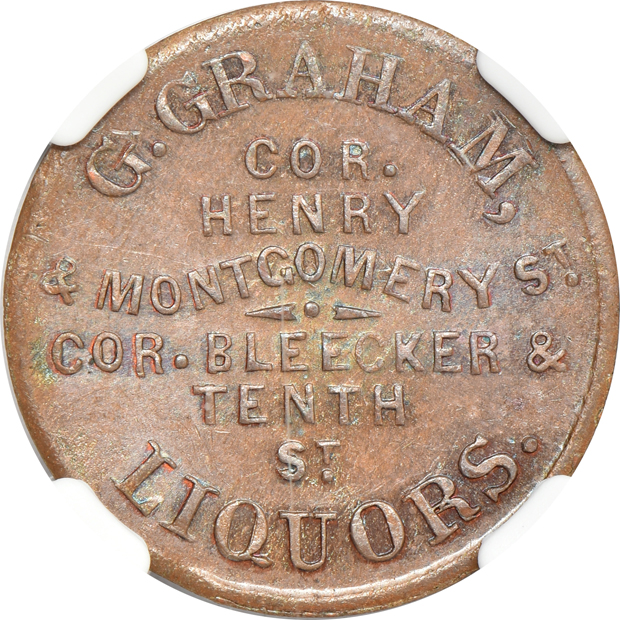 G. GRAHAM,
COR.
HENRY
& MONTGOMERY ST.
COR. BLEECKER &
TENTH
ST.
LIQUORS.